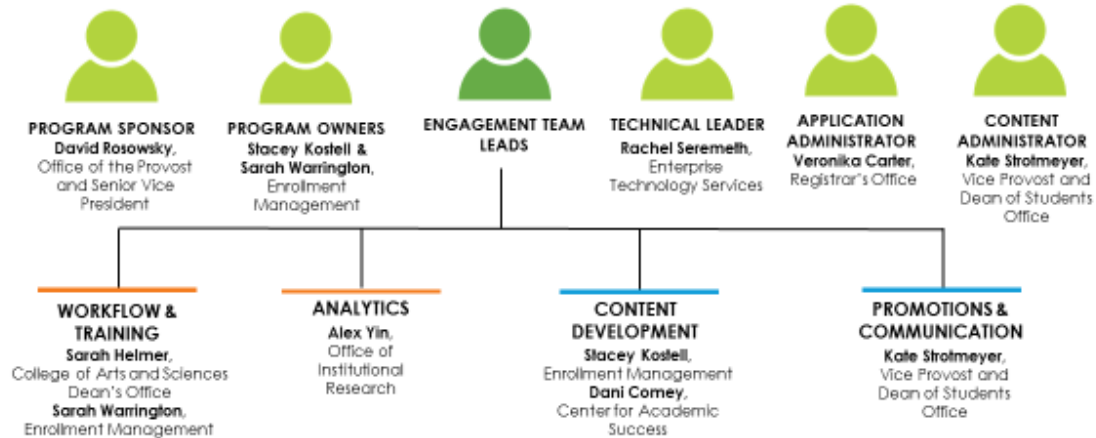 PROGRAM SPONSOR
David Rosowsky,
Office of the Provost
and Senior Vice
President
PROGRAM OWNERS
Stacey Kostell &
Sarah Warrington,
Enrollment
Management
ENGAGEMENT TEAM
LEADS
TECHNICAL LEADER
Rachel Seremeth,
Enterprise
Technology Services
APPLICATION
ADMINISTRATOR
Veronika Carter,
Registrar's Office
CONTENT
ADMINISTRATOR
Kate Strotmeyer,
Vice Provost and
Dean of Students
Office
WORKFLOW &
TRAINING
Sarah Helmer,
College of Arts and Sciences
Dean's Office
Sarah Warrington,
Enrollment Management
ANALYTICS
Alex Yin,
Office of
Institutional
Research
CONTENT
DEVELOPMENT
Stacey Kostell,
Enrollment Management
Dani Comey,
Center for Academic
Success
PROMOTIONS &
COMMUNICATION
Kate Strotmeyer,
Vice Provost and
Dean of Students
Office